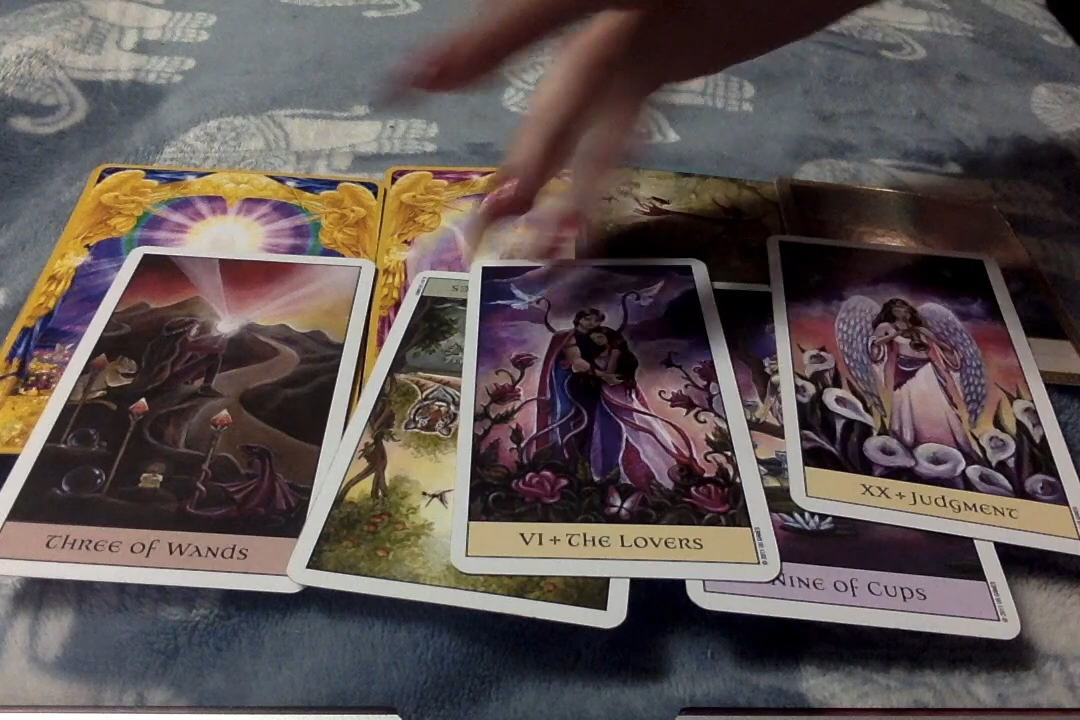 THREE OF WANDS
VI + THE LOVERS
XX + JUDGMENT
NINE OF CUPS